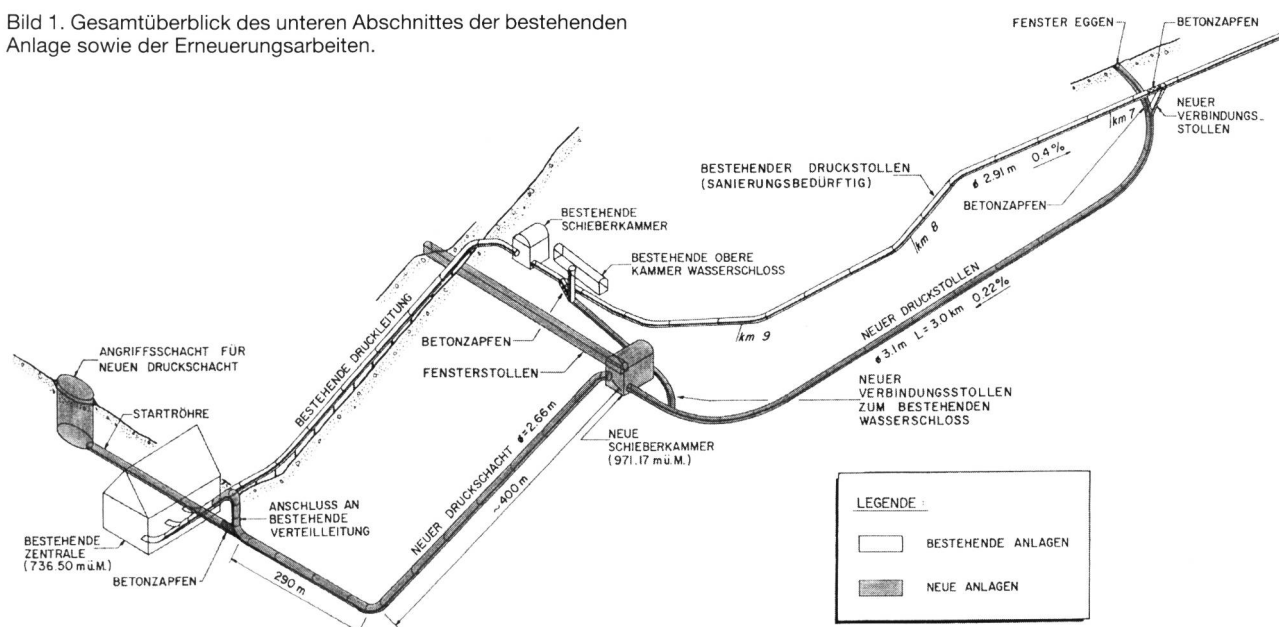 Bild 1. Gesamtüberblick des unteren Abschnittes der bestehenden
Anlage sowie der Erneuerungsarbeiten.
FENSTER EGGEN
BETONZAPFEN
km 7
NEUER
VERBINDUNGS-
STOLLEN
ø 2.91 m 0.4%
BESTEHENDER DRUCKSTOLLEN
(SANIERUNGSBEDÜRFTIG)
BETONZAPFEN
km 8
BESTEHENDE
SCHIEBERKAMMER
BESTEHENDE OBERE
KAMMER WASSERSCHLOSS
km 9
NEUER DRUCKSTOLLEN
ø 3.1m L= 3.0 km 0.22%
BESTEHENDE DRUCKLEITUNG
BETONZAPFEN
FENSTERSTOLLEN
ANGRIFFSSCHACHT FÜR
NEUEN DRUCKSCHACHT
STARTRÖHRE
NEUER
VERBINDUNGSSTOLLEN
ZUM BESTEHENDEN
WASSERSCHLOSS
NEUE
SCHIEBERKAMMER
(971.17 mü.M.)
NEUER DRUCKSCHACHT ø=2.66 m
~400 m
ANSCHLUSS AN
BESTEHENDE
VERTEILLEITUNG
BESTEHENDE
ZENTRALE
(736.50 mü.M.)
BETONZAPFEN
290 m
LEGENDE :
BESTEHENDE ANLAGEN
NEUE ANLAGEN